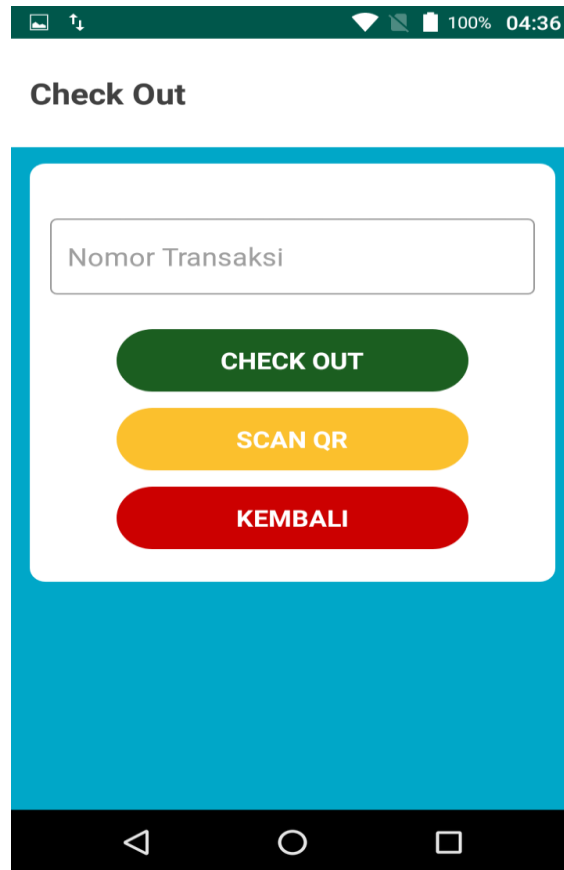 100% 04:36
Check Out
Nomor Transaksi
CHECK OUT
SCAN QR
KEMBALI